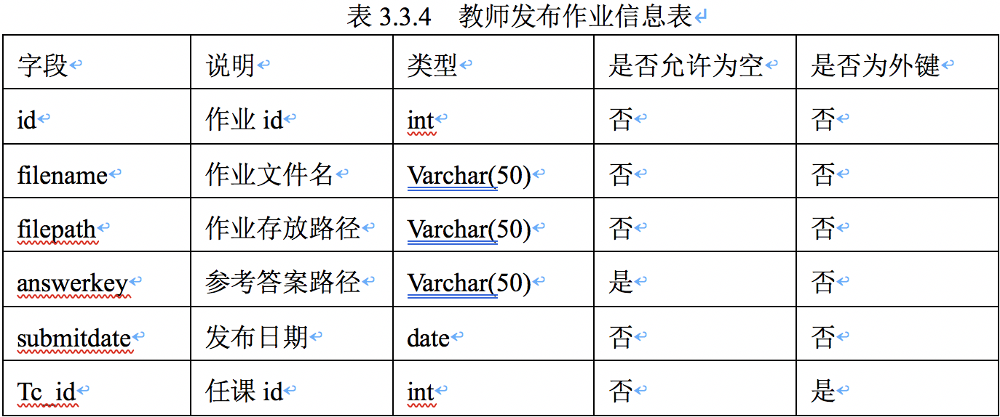 表 3.3.4 教师发布作业信息表
字段 说明 类型 是否允许为空 是否为外键
id 作业 id int 否 否
filename 作业文件名 Varchar(50) 否 否
filepath 作业存放路径 Varchar(50) 否 否
answerkey 参考答案路径 Varchar(50) 是 否
submitdate 发布日期 date 否 否
Tc_id 任课 id int 否 是